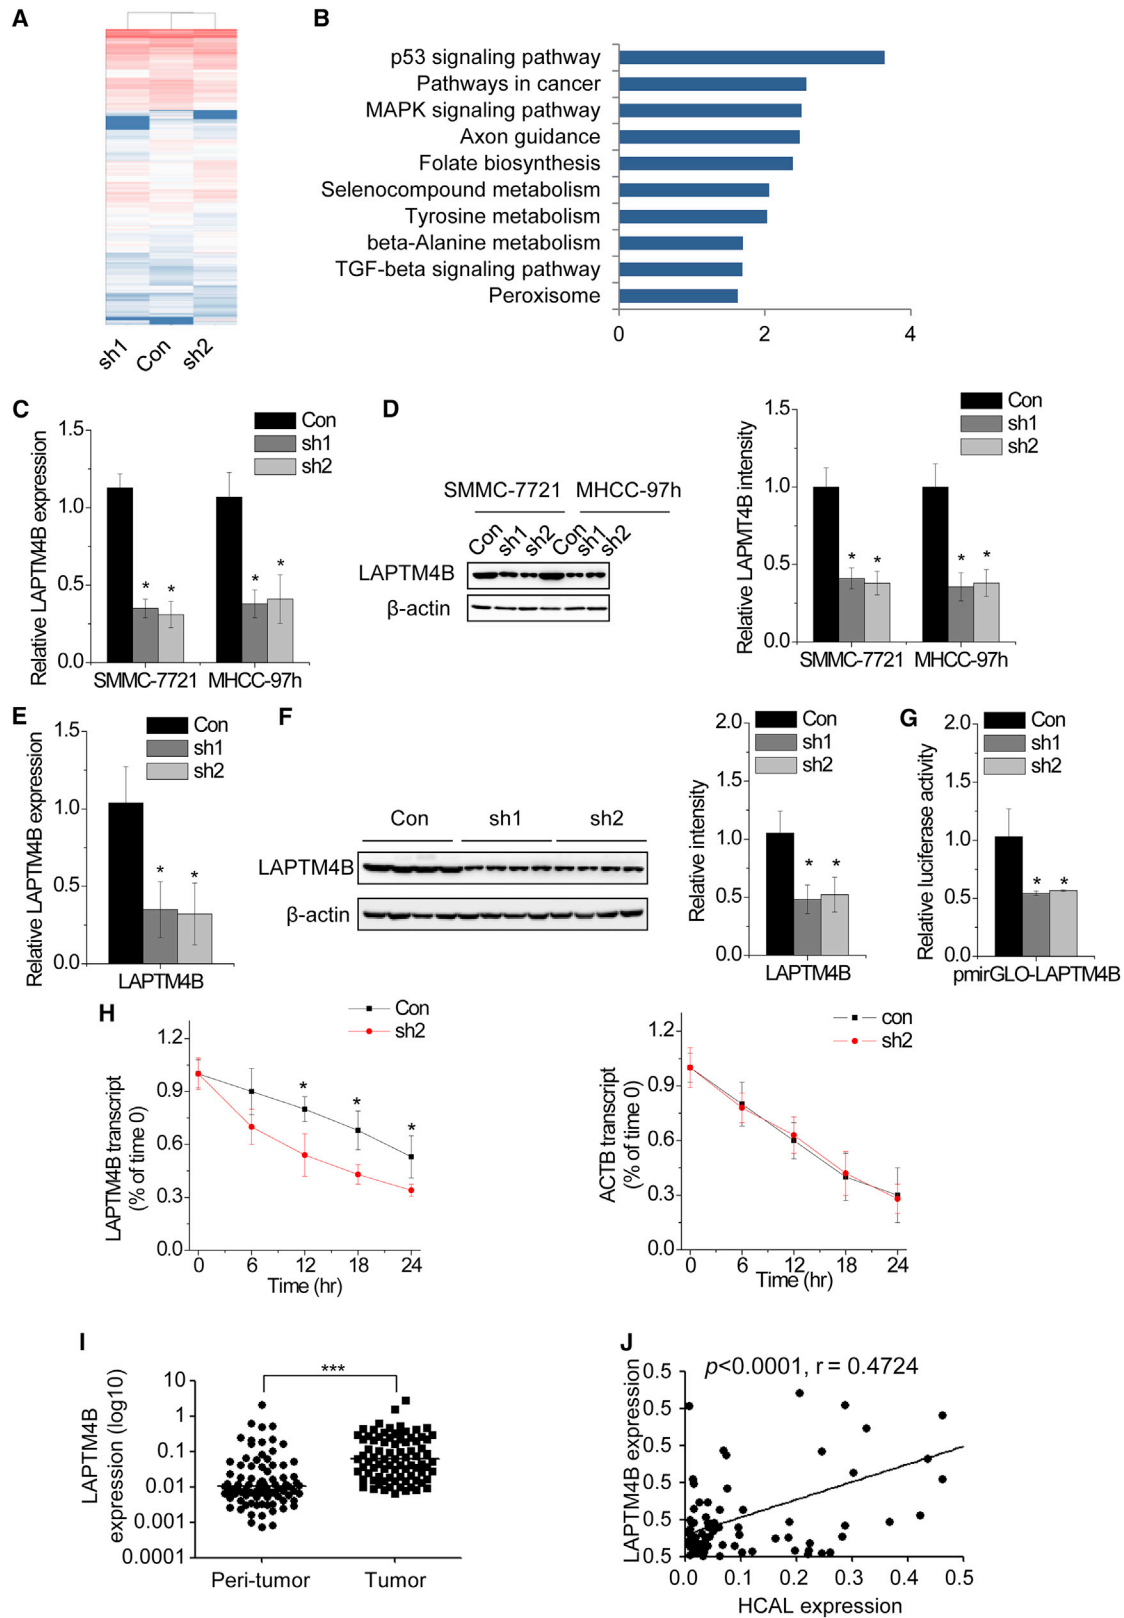 A
sh1
Con
sh2
B
p53 signaling pathway
Pathways in cancer
MAPK signaling pathway
Axon guidance
Folate biosynthesis
Selenocompound metabolism
Tyrosine metabolism
beta-Alanine metabolism
TGF-beta signaling pathway
Peroxisome
0 2 4
C
Con
sh1
sh2
Relative LAPTM4B expression
1.5
1.0
0.5
0.0
* * * *
SMMC-7721 MHCC-97h
D
SMMC-7721 MHCC-97h
Con sh1 sh2 Con sh1 sh2
LAPTM4B
β-actin
Con
sh1
sh2
Relative LAPMT4B intensity
1.5
1.0
0.5
0.0
* * * *
SMMC-7721 MHCC-97h
E
Con
sh1
sh2
Relative LAPTM4B expression
1.5
1.0
0.5
0.0
* *
LAPTM4B
F
Con sh1 sh2
LAPTM4B
β-actin
Con
sh1
sh2
Relative intensity
2.0
1.5
1.0
0.5
0.0
* *
LAPTM4B
G
Con
sh1
sh2
Relative luciferase activity
2.0
1.5
1.0
0.5
0.0
* *
pmirGLO-LAPTM4B
H
Con
sh2
LAPTM4B transcript
(% of time 0)
1.2
0.9
0.6
0.3
0.0
* * *
0 6 12 18 24
Time (hr)
con
sh2
ACTB transcript
(% of time 0)
1.2
0.9
0.6
0.3
0.0
0 6 12 18 24
Time (hr)
I
LAPTM4B
expression (log10)
10
1
0.1
0.01
0.001
0.0001
***
Peri-tumor Tumor
J
p<0.0001, r = 0.4724
LAPTM4B expression
0.5
0.5
0.5
0.5
0.5
0.5
0.0 0.1 0.2 0.3 0.4 0.5
HCAL expression